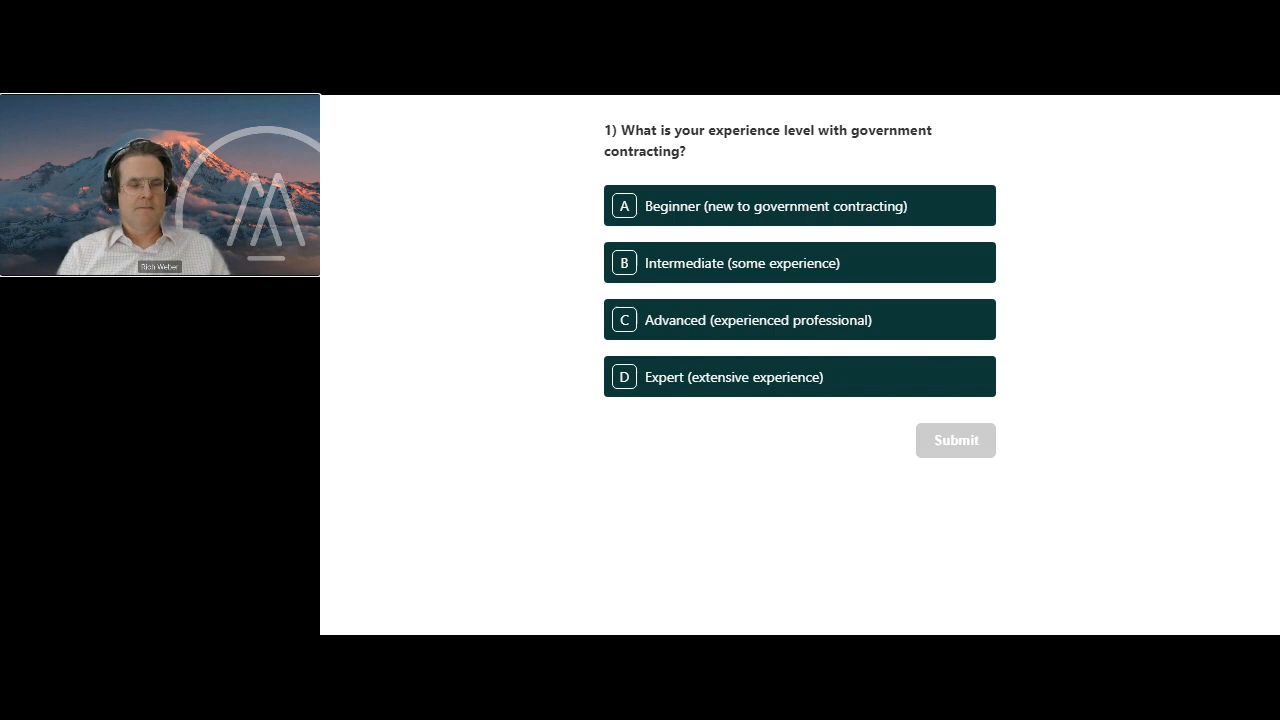 Rich Weber
1) What is your experience level with government
contracting?
A Beginner (new to government contracting)
B Intermediate (some experience)
C Advanced (experienced professional)
D Expert (extensive experience)
Submit